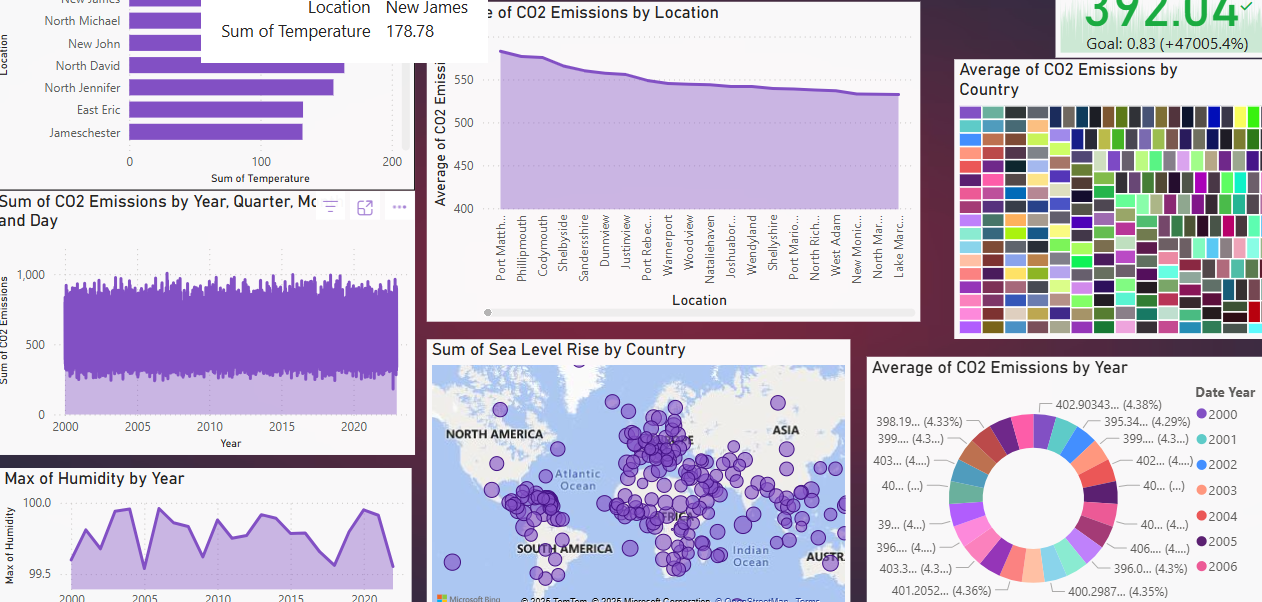 Location New James
Sum of Temperature 178.78
North Michael
New John
North David
North Jennifer
East Eric
Jameschester
Location
0 100 200
Sum of Temperature
e of CO2 Emissions by Location
Average of CO2 Emissi
550
500
450
400
Port Matth...
Phillipmouth
Codymouth
Shelbyside
Sandersshire
Dunnview
Justinview
Port Rebec...
Warnerport
Woodview
Nataliehaven
Joshuabor...
Wendyland
Shelleyshire
Port Mario...
North Rich...
West Adam
New Monic...
North Mar...
Lake Marc...
Location
392.04
Goal: 0.83 (+47005.4%)
Average of CO2 Emissions by
Country
Sum of CO2 Emissions by Year, Quarter, Mo
and Day
Sum of CO2 Emissions
1,000
500
0
2000 2005 2010 2015 2020
Year
Max of Humidity by Year
Max of Humidity
100.0
99.5
2000 2005 2010 2015 2020
Sum of Sea Level Rise by Country
NORTH AMERICA
ASIA
Atlantic
Ocean
SOUTH AMERICA
Indian
Ocean
AUSTR
Microsoft Bing
© 2026 TomTom, © 2026 Microsoft Corporation, © OpenStreetMap Terms
Average of CO2 Emissions by Year
402.90343... (4.38%)
395.34... (4.29%)
399.... (4.3...)
402... (4....)
40... (...)
40... (4...)
406.... (4....)
396.0... (4.3%)
400.2987... (4.35%)
401.2052... (4.36%)
403.3... (4.3...)
396.... (4...)
39... (4...)
40... (...)
403... (4...)
399.... (4.3...)
398.19... (4.33%)
Date Year
2000
2001
2002
2003
2004
2005
2006